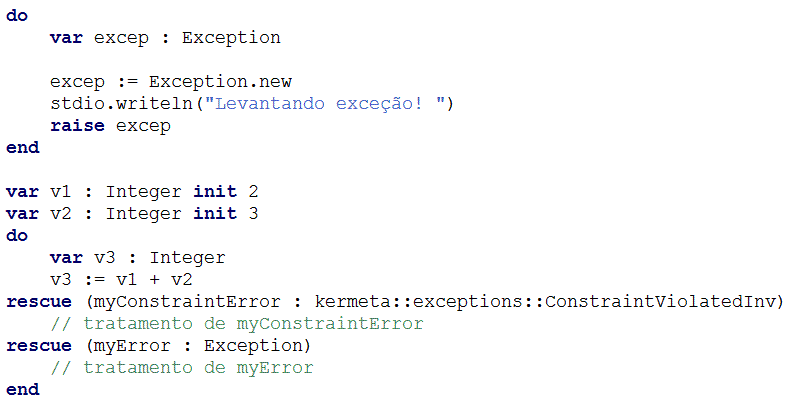 do
    var excep : Exception

    excep := Exception.new
    stdio.writeln("Levantando exceção! ")
    raise excep
end

var v1 : Integer init 2
var v2 : Integer init 3
do
    var v3 : Integer
    v3 := v1 + v2
rescue (myConstraintError : kermeta::exceptions::ConstraintViolatedInv)
    // tratamento de myConstraintError
rescue (myError : Exception)
    // tratamento de myError
end